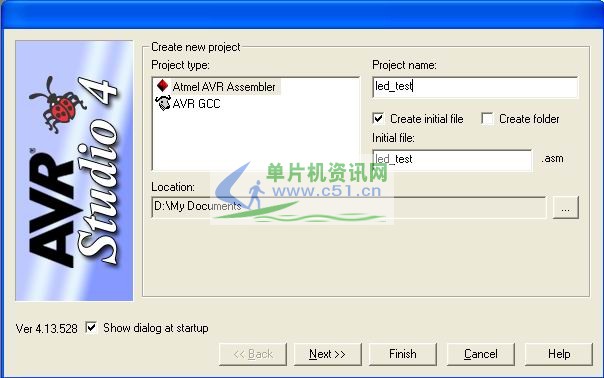 AVR Studio 4
Create new project
Project type:
Atmel AVR Assembler
AVR GCC
Project name:
led_test
Create initial file
Create folder
Initial file:
led_test
.asm
单片机资讯网
www.c51.cn
Location:
D:\My Documents
...
Ver 4.13.528
Show dialog at startup
<< Back
Next >>
Finish
Cancel
Help